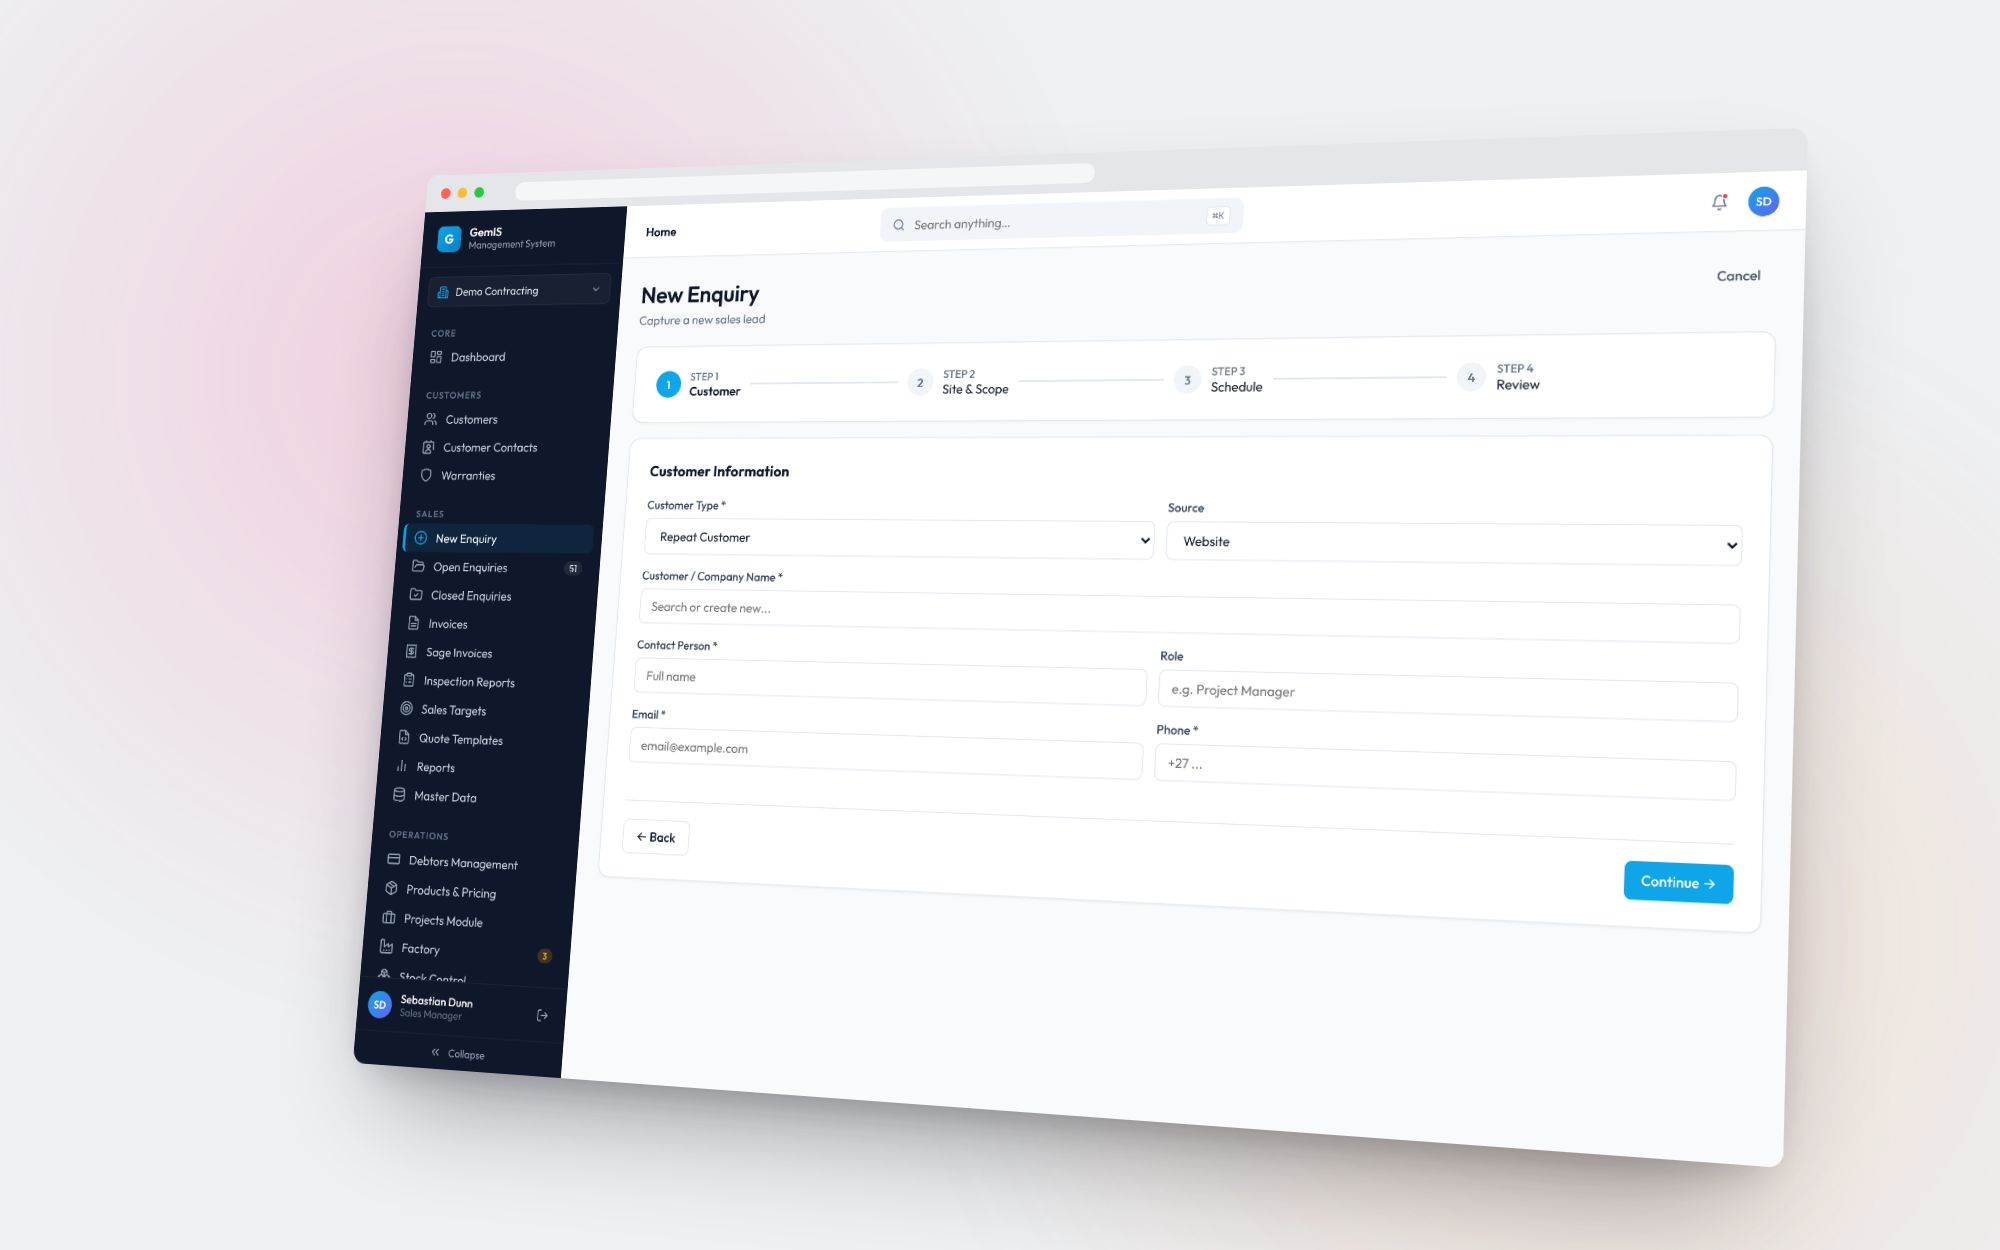 G
GemIS
Management System
Demo Contracting
CORE
Dashboard
CUSTOMERS
Customers
Customer Contacts
Warranties
SALES
New Enquiry
Open Enquiries 51
Closed Enquiries
Invoices
Sage Invoices
Inspection Reports
Sales Targets
Quote Templates
Reports
Master Data
OPERATIONS
Debtors Management
Products & Pricing
Projects Module
Factory 3
Stock Control
SD
Sebastian Dunn
Sales Manager
« Collapse
Home
Search anything... ⌘K
SD
New Enquiry
Capture a new sales lead
Cancel
1 STEP 1
Customer
2 STEP 2
Site & Scope
3 STEP 3
Schedule
4 STEP 4
Review
Customer Information
Customer Type * Source
Repeat Customer Website
Customer / Company Name *
Search or create new...
Contact Person * Role
Full name e.g. Project Manager
Email * Phone *
email@example.com +27 ...
← Back
Continue →